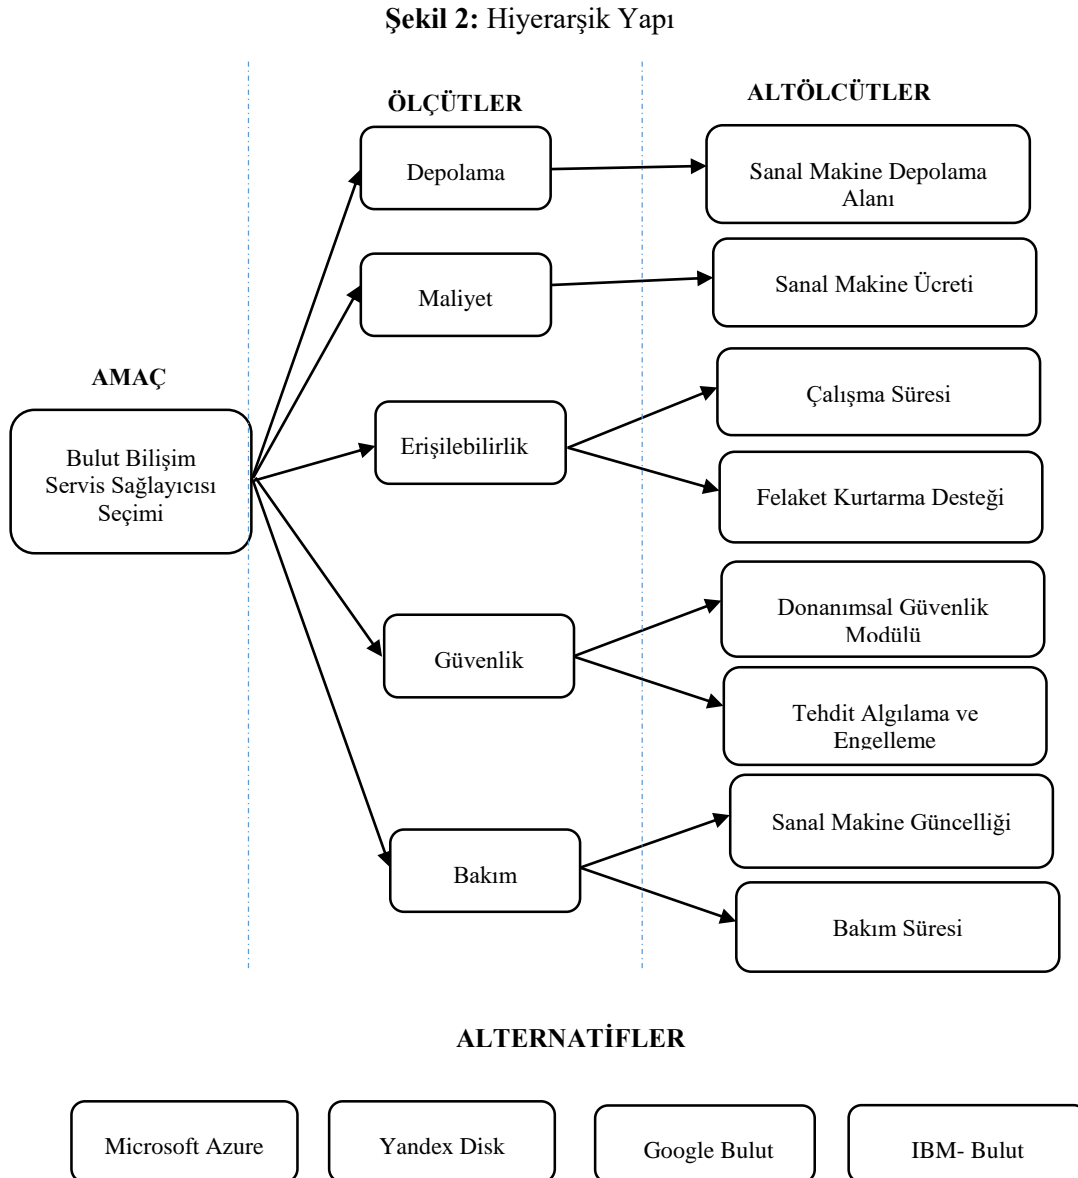 Şekil 2: Hiyerarşik Yapı
ÖLÇÜTLER
ALTÖLCÜTLER
Depolama
Sanal Makine Depolama
Alanı
Maliyet
Sanal Makine Ücreti
AMAÇ
Bulut Bilişim
Servis Sağlayıcısı
Seçimi
Erişilebilirlik
Çalışma Süresi
Felaket Kurtarma Desteği
Güvenlik
Donanımsal Güvenlik
Modülü
Tehdit Algılama ve
Engelleme
Bakım
Sanal Makine Güncelliği
Bakım Süresi
ALTERNATİFLER
Microsoft Azure
Yandex Disk
Google Bulut
IBM- Bulut